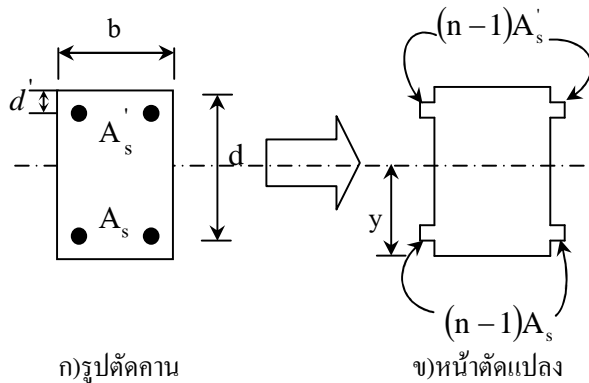 b
d'
A's
d
As
ก)รูปตัดคาน
(n − 1)A's
y
(n − 1)As
ข)หน้าตัดแปลง